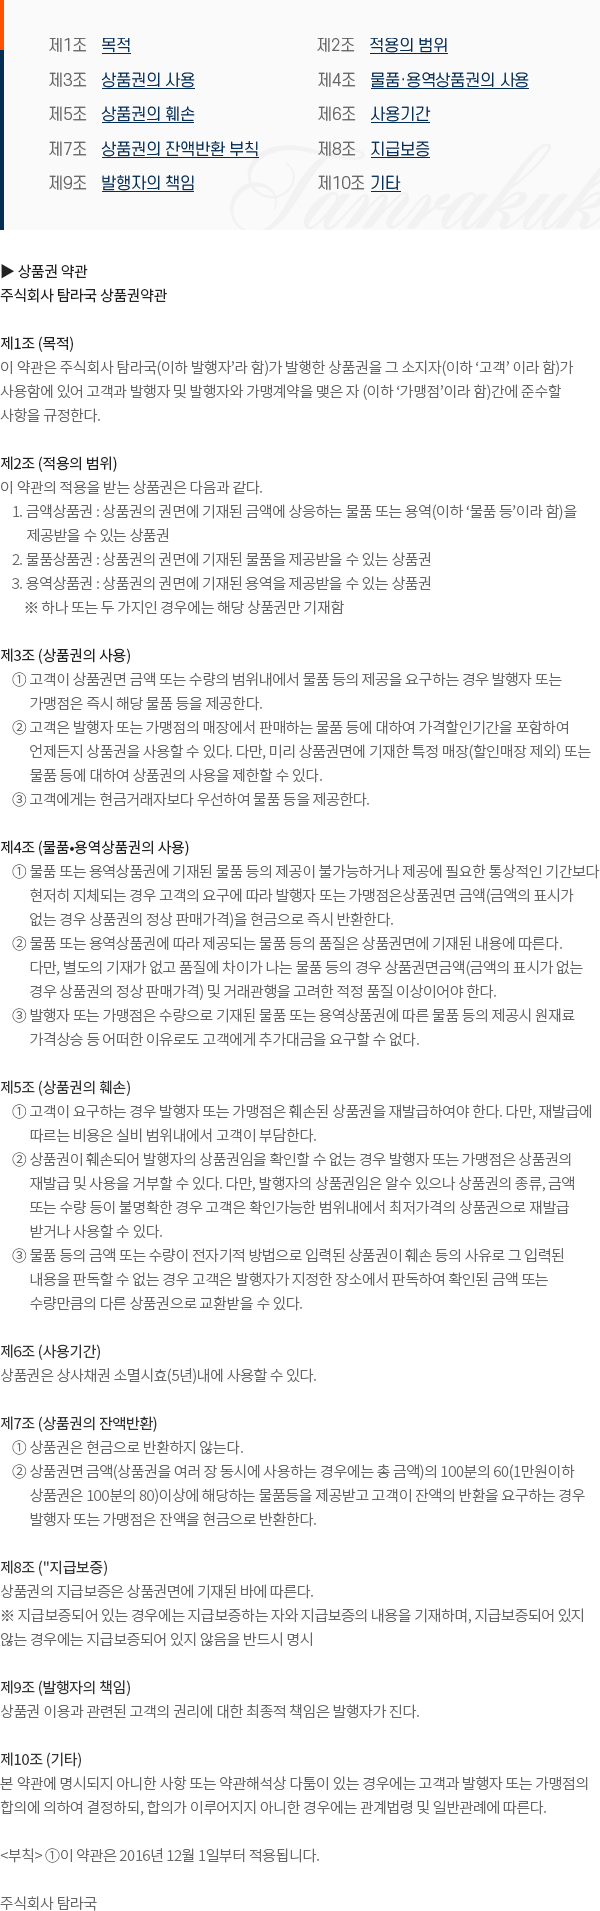 제1조 목적 제2조 적용의 범위
제3조 상품권의 사용 제4조 물품·용역상품권의 사용
제5조 상품권의 훼손 제6조 사용기간
제7조 상품권의 잔액반환 부칙 제8조 지급보증
제9조 발행자의 책임 제10조 기타
Tamrakuk
▶ 상품권 약관
주식회사 탐라국 상품권약관
제1조 (목적)
이 약관은 주식회사 탐라국(이하 발행자’라 함)가 발행한 상품권을 그 소지자(이하 ‘고객’ 이라 함)가
사용함에 있어 고객과 발행자 및 발행자와 가맹계약을 맺은 자 (이하 ‘가맹점’이라 함)간에 준수할
사항을 규정한다.
제2조 (적용의 범위)
이 약관의 적용을 받는 상품권은 다음과 같다.
1. 금액상품권 : 상품권의 권면에 기재된 금액에 상응하는 물품 또는 용역(이하 ‘물품 등’이라 함)을
제공받을 수 있는 상품권
2. 물품상품권 : 상품권의 권면에 기재된 물품을 제공받을 수 있는 상품권
3. 용역상품권 : 상품권의 권면에 기재된 용역을 제공받을 수 있는 상품권
※ 하나 또는 두 가지인 경우에는 해당 상품권만 기재함
제3조 (상품권의 사용)
① 고객이 상품권면 금액 또는 수량의 범위내에서 물품 등의 제공을 요구하는 경우 발행자 또는
가맹점은 즉시 해당 물품 등을 제공한다.
② 고객은 발행자 또는 가맹점의 매장에서 판매하는 물품 등에 대하여 가격할인기간을 포함하여
언제든지 상품권을 사용할 수 있다. 다만, 미리 상품권면에 기재한 특정 매장(할인매장 제외) 또는
물품 등에 대하여 상품권의 사용을 제한할 수 있다.
③ 고객에게는 현금거래자보다 우선하여 물품 등을 제공한다.
제4조 (물품•용역상품권의 사용)
① 물품 또는 용역상품권에 기재된 물품 등의 제공이 불가능하거나 제공에 필요한 통상적인 기간보다
현저히 지체되는 경우 고객의 요구에 따라 발행자 또는 가맹점은상품권면 금액(금액의 표시가
없는 경우 상품권의 정상 판매가격)을 현금으로 즉시 반환한다.
② 물품 또는 용역상품권에 따라 제공되는 물품 등의 품질은 상품권면에 기재된 내용에 따른다.
다만, 별도의 기재가 없고 품질에 차이가 나는 물품 등의 경우 상품권면금액(금액의 표시가 없는
경우 상품권의 정상 판매가격) 및 거래관행을 고려한 적정 품질 이상이어야 한다.
③ 발행자 또는 가맹점은 수량으로 기재된 물품 또는 용역상품권에 따른 물품 등의 제공시 원재료
가격상승 등 어떠한 이유로도 고객에게 추가대금을 요구할 수 없다.
제5조 (상품권의 훼손)
① 고객이 요구하는 경우 발행자 또는 가맹점은 훼손된 상품권을 재발급하여야 한다. 다만, 재발급에
따르는 비용은 실비 범위내에서 고객이 부담한다.
② 상품권이 훼손되어 발행자의 상품권임을 확인할 수 없는 경우 발행자 또는 가맹점은 상품권의
재발급 및 사용을 거부할 수 있다. 다만, 발행자의 상품권임은 알수 있으나 상품권의 종류, 금액
또는 수량 등이 불명확한 경우 고객은 확인가능한 범위내에서 최저가격의 상품권으로 재발급
받거나 사용할 수 있다.
③ 물품 등의 금액 또는 수량이 전자기적 방법으로 입력된 상품권이 훼손 등의 사유로 그 입력된
내용을 판독할 수 없는 경우 고객은 발행자가 지정한 장소에서 판독하여 확인된 금액 또는
수량만큼의 다른 상품권으로 교환받을 수 있다.
제6조 (사용기간)
상품권은 상사채권 소멸시효(5년)내에 사용할 수 있다.
제7조 (상품권의 잔액반환)
① 상품권은 현금으로 반환하지 않는다.
② 상품권면 금액(상품권을 여러 장 동시에 사용하는 경우에는 총 금액)의 100분의 60(1만원이하
상품권은 100분의 80)이상에 해당하는 물품등을 제공받고 고객이 잔액의 반환을 요구하는 경우
발행자 또는 가맹점은 잔액을 현금으로 반환한다.
제8조 ("지급보증)
상품권의 지급보증은 상품권면에 기재된 바에 따른다.
※ 지급보증되어 있는 경우에는 지급보증하는 자와 지급보증의 내용을 기재하며, 지급보증되어 있지
않는 경우에는 지급보증되어 있지 않음을 반드시 명시
제9조 (발행자의 책임)
상품권 이용과 관련된 고객의 권리에 대한 최종적 책임은 발행자가 진다.
제10조 (기타)
본 약관에 명시되지 아니한 사항 또는 약관해석상 다툼이 있는 경우에는 고객과 발행자 또는 가맹점의
합의에 의하여 결정하되, 합의가 이루어지지 아니한 경우에는 관계법령 및 일반관례에 따른다.
<부칙> ①이 약관은 2016년 12월 1일부터 적용됩니다.
주식회사 탐라국